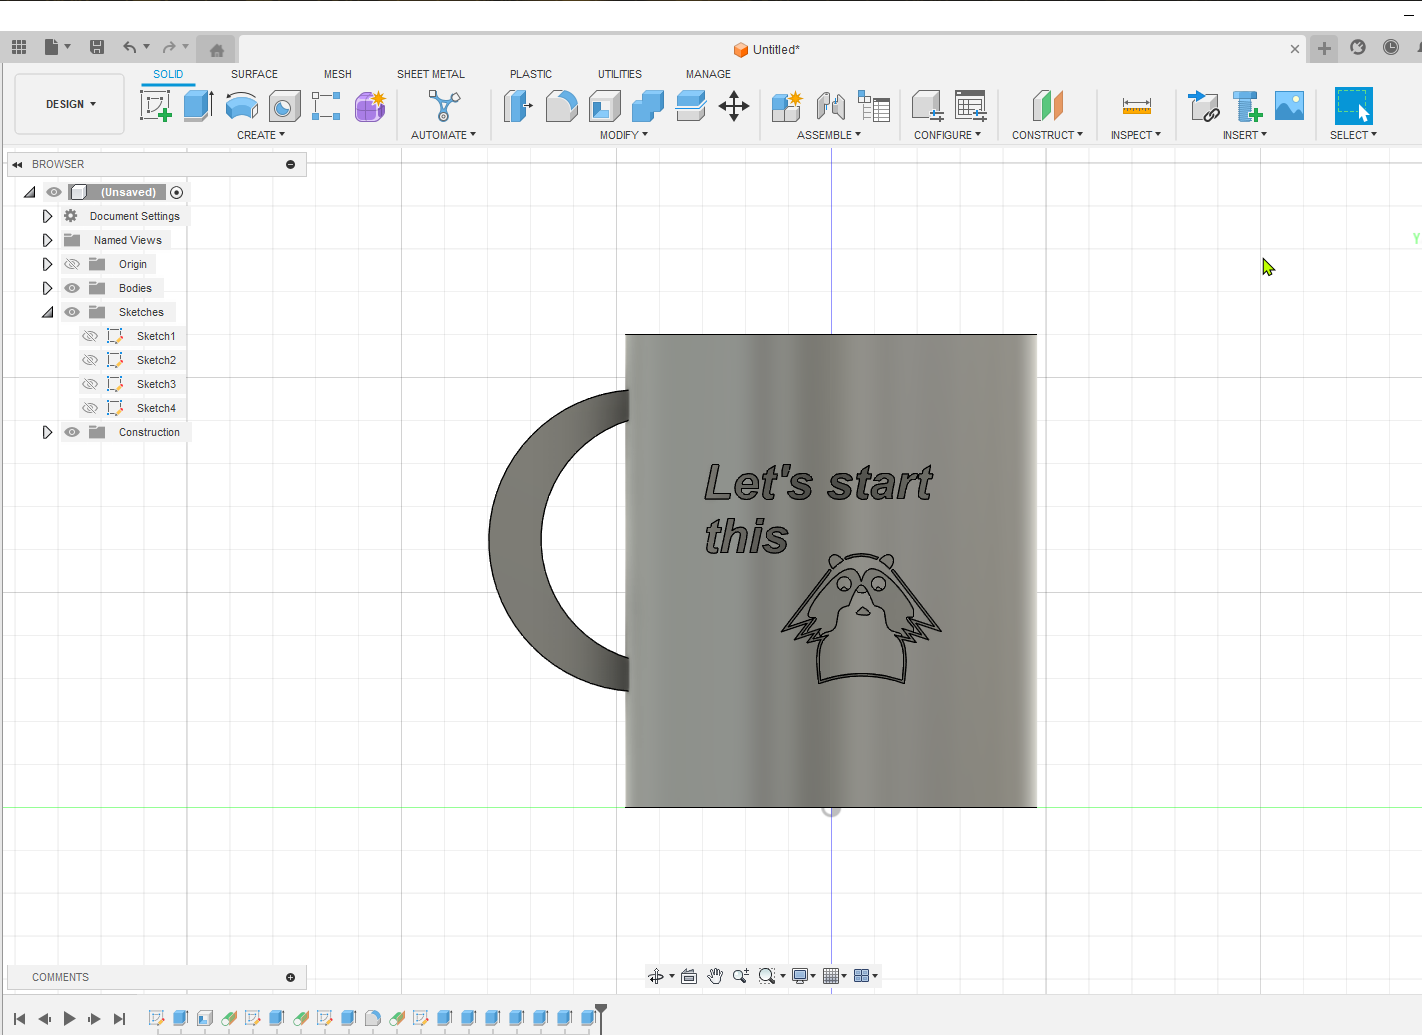 Untitled*
DESIGN
SOLID
SURFACE
MESH
SHEET METAL
PLASTIC
UTILITIES
MANAGE
CREATE
AUTOMATE
MODIFY
ASSEMBLE
CONFIGURE
CONSTRUCT
INSPECT
INSERT
SELECT
BROWSER
(Unsaved)
Document Settings
Named Views
Origin
Bodies
Sketches
Sketch1
Sketch2
Sketch3
Sketch4
Construction
Y
Let's start
this
COMMENTS